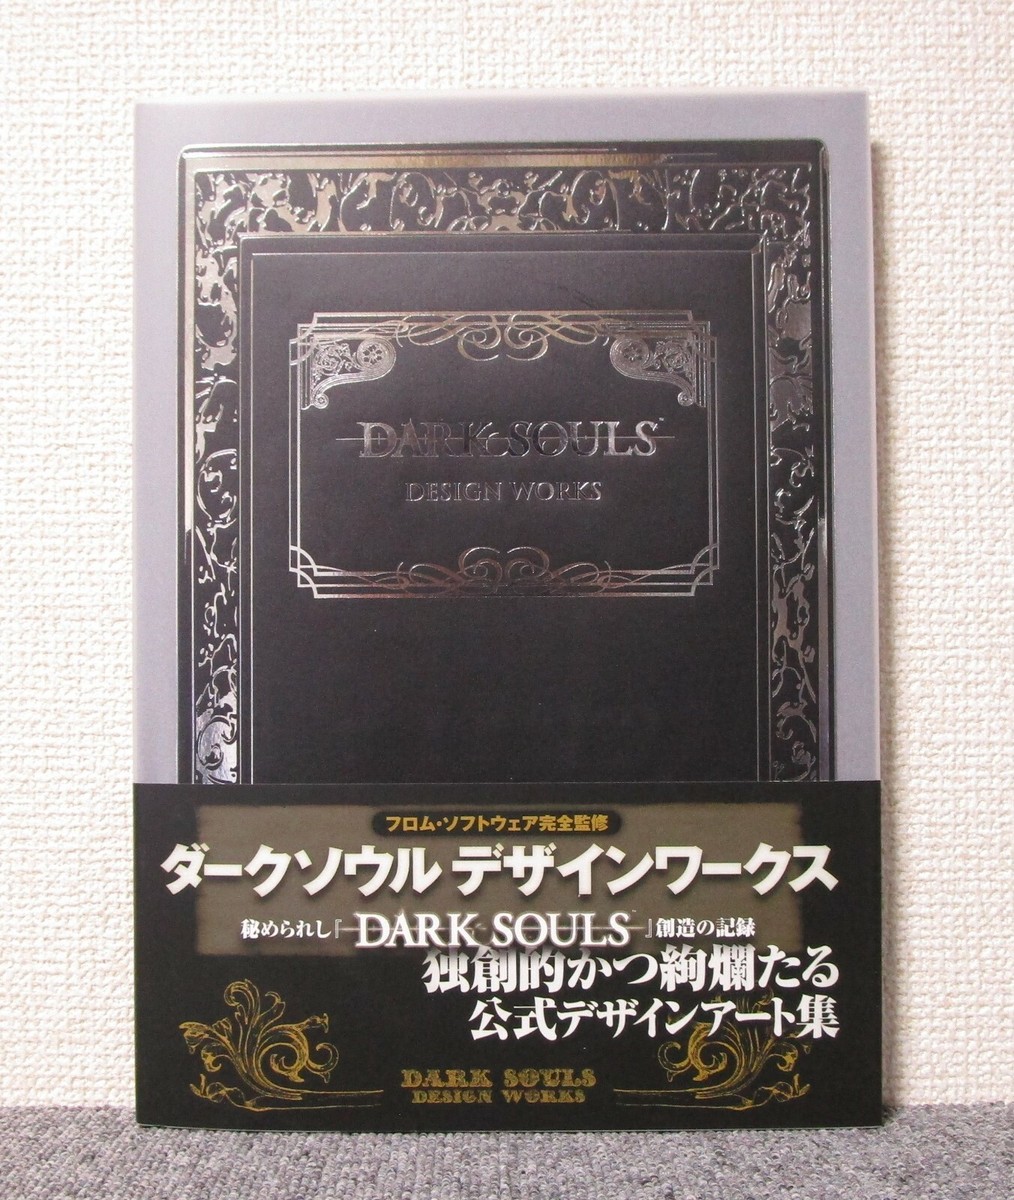 DARK SOULS™
DESIGN WORKS
フロム・ソフトウェア完全監修
ダークソウル デザインワークス
秘められし『DARK SOULS™』創造の記録
独創的かつ絢爛たる
公式デザインアート集
DARK SOULS
DESIGN WORKS